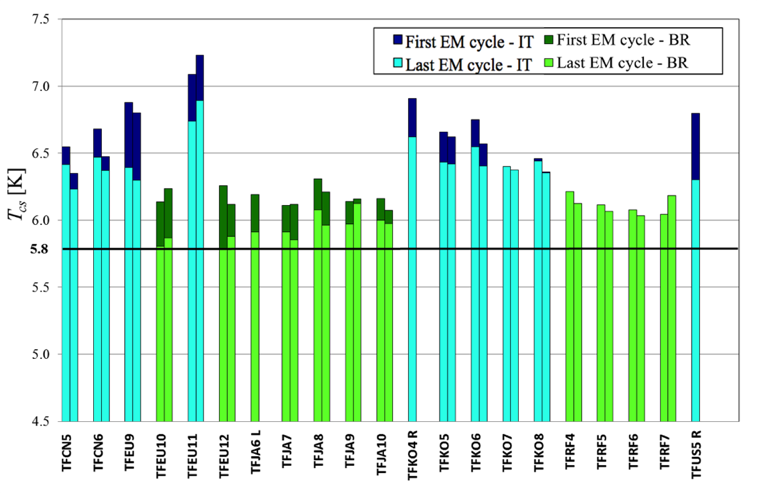 7.5
First EM cycle - IT
First EM cycle - BR
Last EM cycle - IT
Last EM cycle - BR
7.0
6.5
6.0
5.8
5.5
5.0
4.5
Tcs [K]
TFCN5
TFCN6
TFEU9
TFEU10
TFEU11
TFEU12
TFJA6 L
TFJA7
TFJA8
TFJA9
TFJA10
TFKO4 R
TFKO5
TFKO6
TFKO7
TFKO8
TFRF4
TFRF5
TFRF6
TFRF7
TFUS5 R